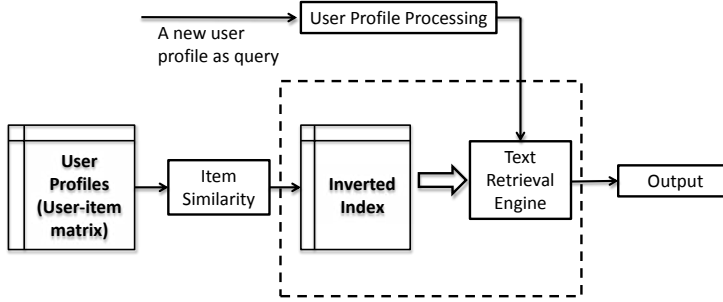 User Profile Processing
A new user
profile as query
User
Profiles
(User-item
matrix)
Item
Similarity
Inverted
Index
Text
Retrieval
Engine
Output